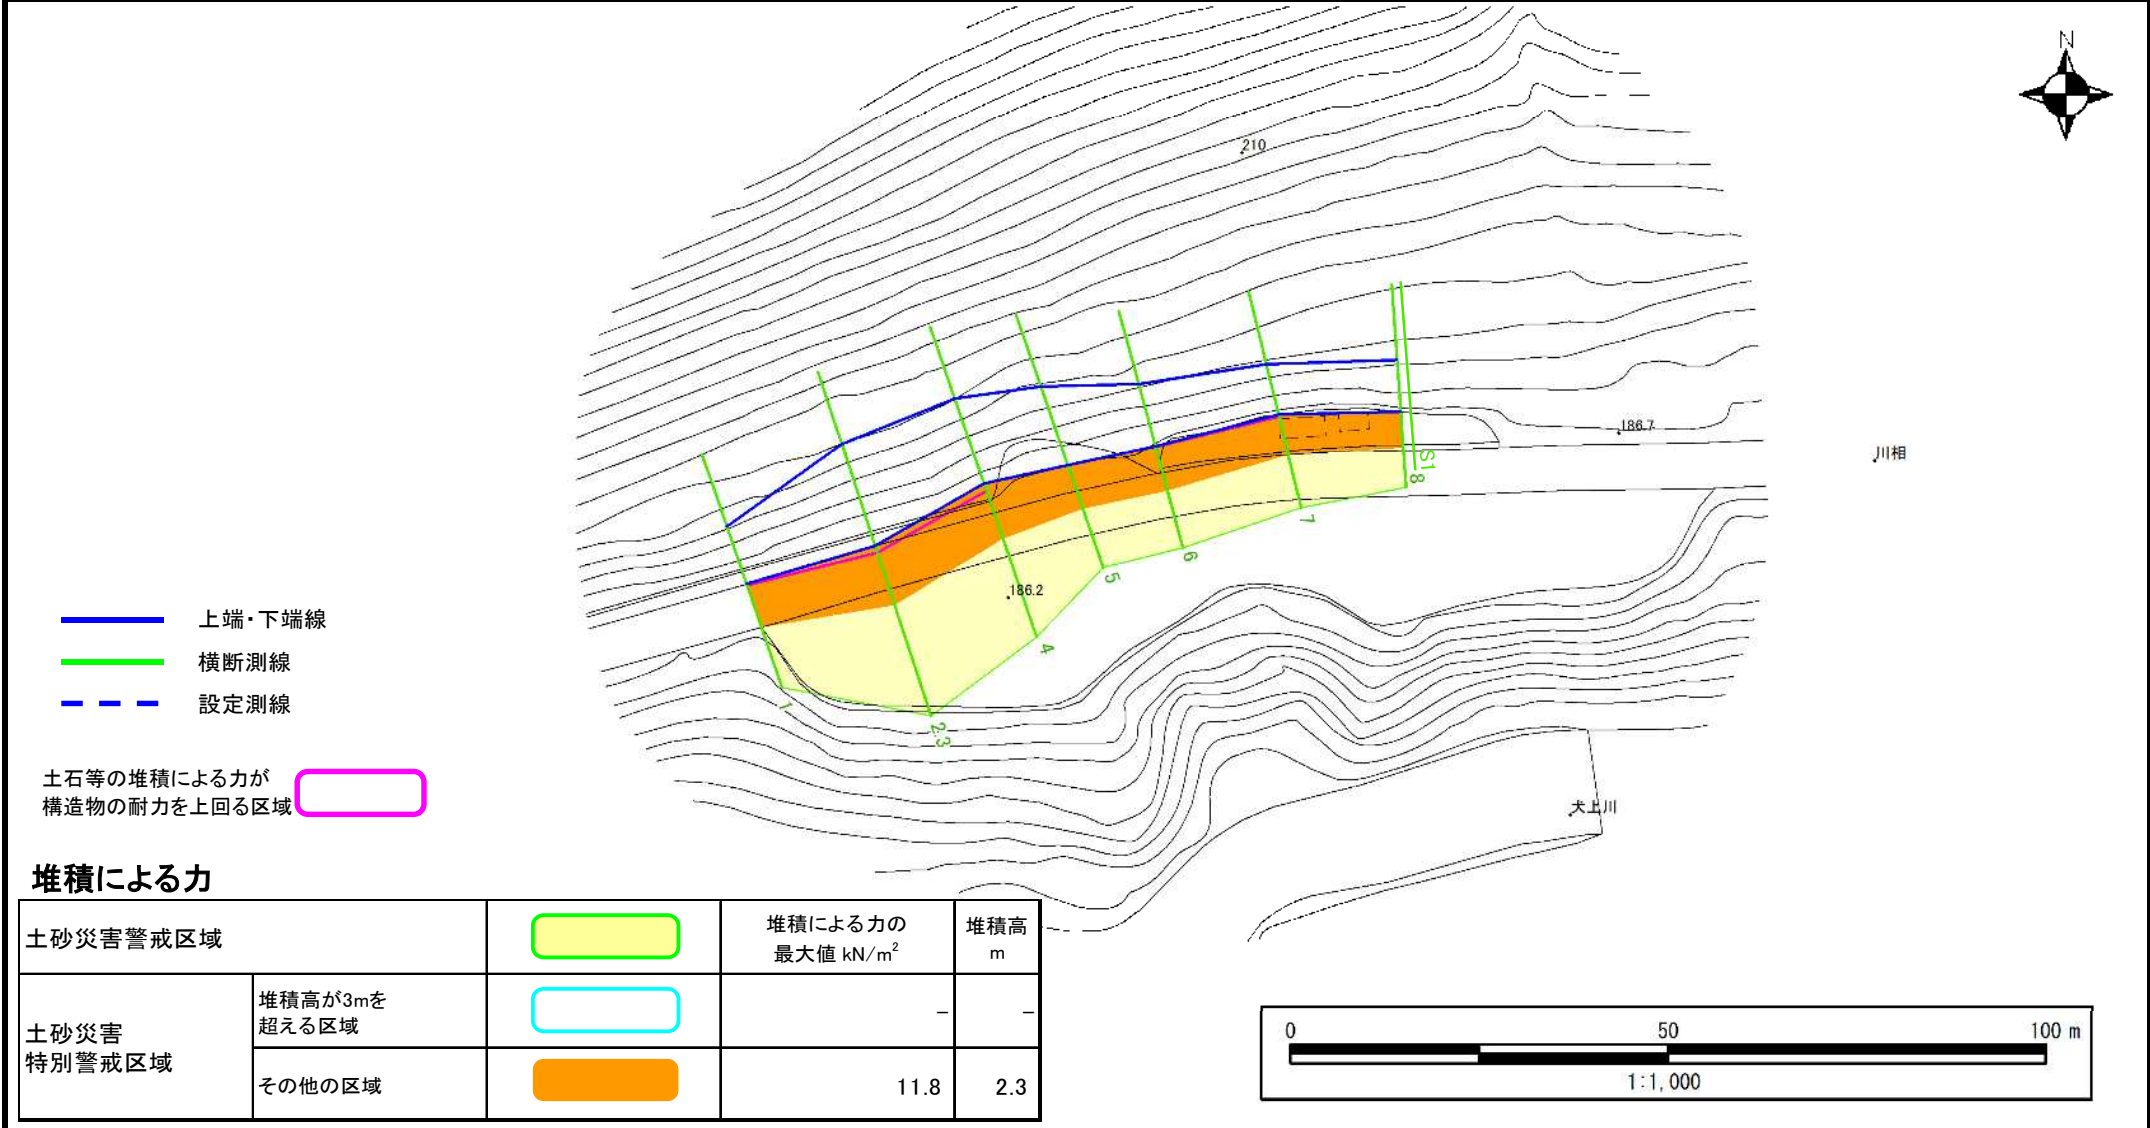 N
210
186.7
川相
S1
8
7
6
5
186.2
4
1
2.3
上端・下端線
横断測線
設定測線
土石等の堆積による力が
構造物の耐力を上回る区域
犬上川
堆積による力
土砂災害警戒区域
堆積による力の
最大値 kN/m²
堆積高
m
土砂災害
特別警戒区域
堆積高が3mを
超える区域
–
–
その他の区域
11.8
2.3
0
50
100 m
1:1,000